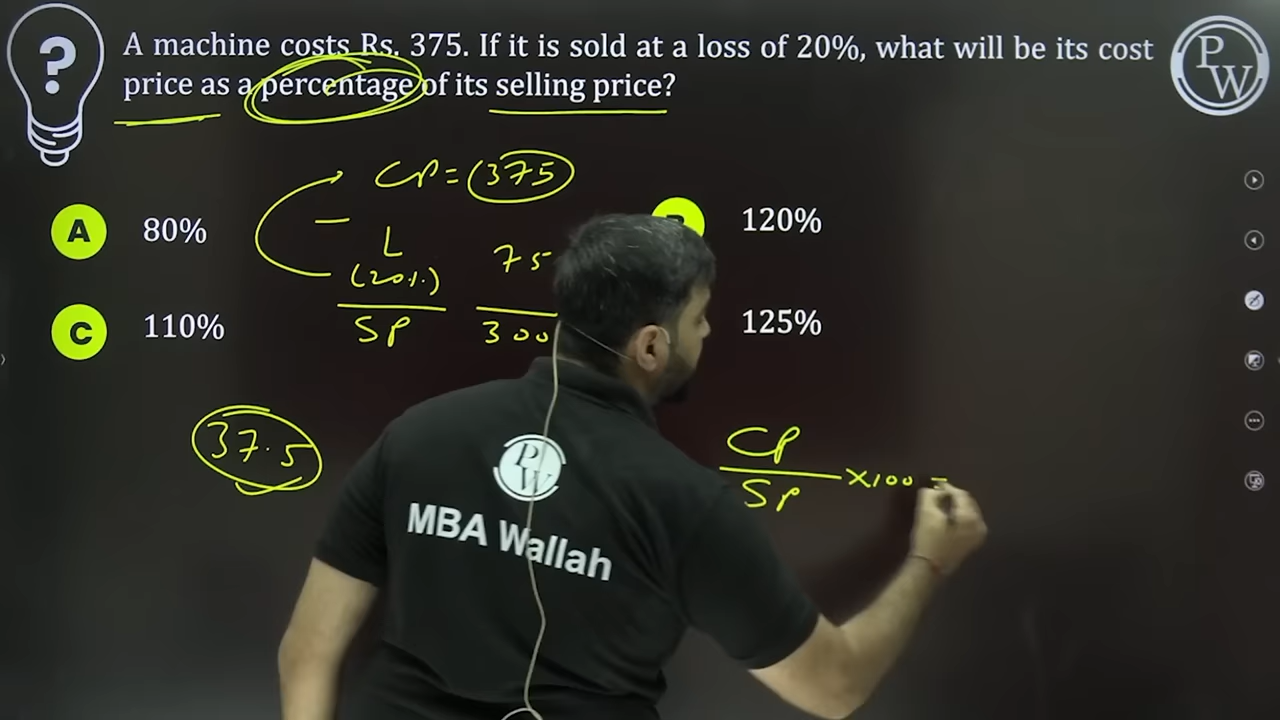 A machine costs Rs. 375. If it is sold at a loss of 20%, what will be its cost
price as a percentage of its selling price?
P
W
CP = 375
A 80%
120%
L 75
(20%)
SP 300
C 110%
125%
37.5
CP
SP ×100 =
PW
MBA Wallah